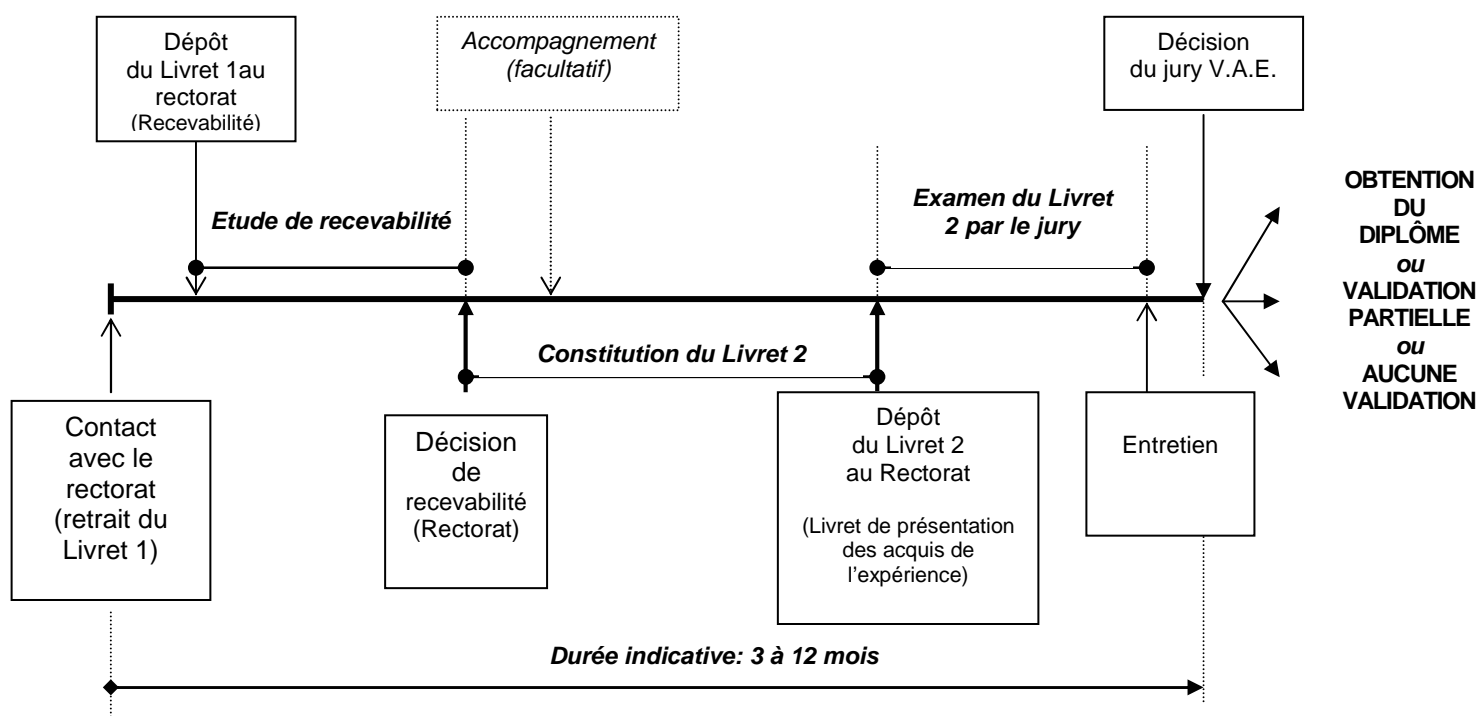 Dépôt
du Livret 1au
rectorat
(Recevabilité)
Accompagnement
(facultatif)
Décision
du jury V.A.E.
Etude de recevabilité
Examen du Livret
2 par le jury
OBTENTION
DU
DIPLÔME
ou
VALIDATION
PARTIELLE
ou
AUCUNE
VALIDATION
Constitution du Livret 2
Contact
avec le
rectorat
(retrait du
Livret 1)
Décision
de
recevabilité
(Rectorat)
Dépôt
du Livret 2
au Rectorat
(Livret de présentation
des acquis de
l’expérience)
Entretien
Durée indicative: 3 à 12 mois